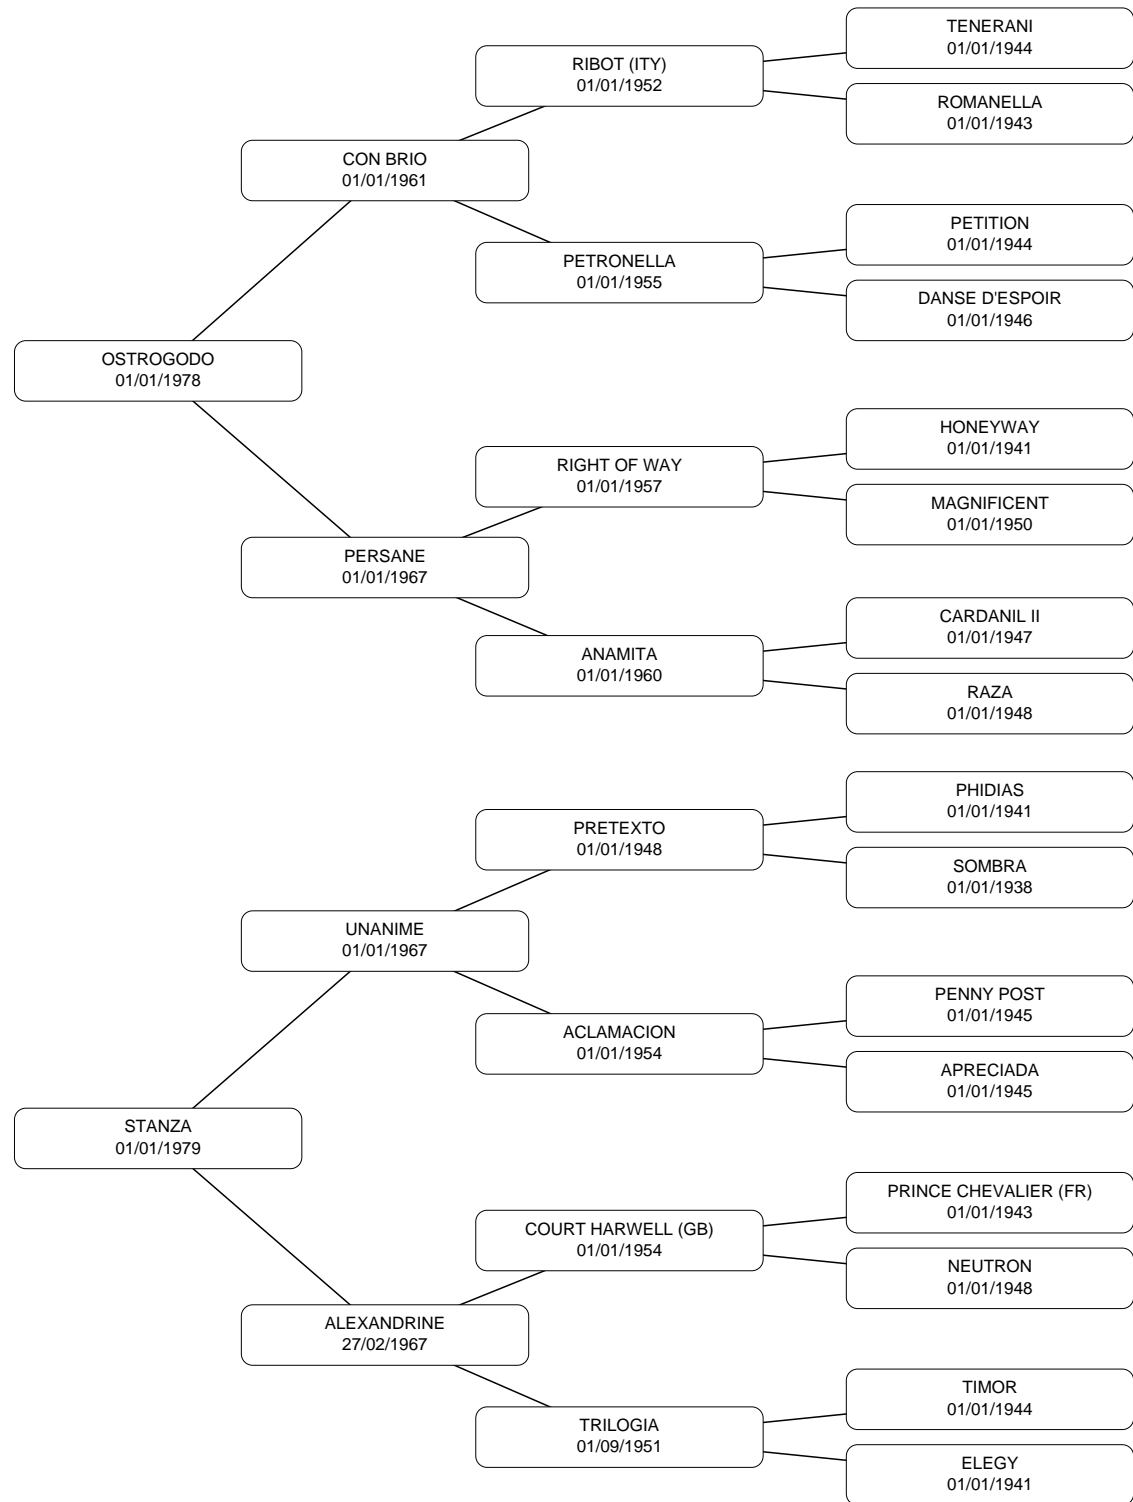 TENERANI
01/01/1944
RIBOT (ITY)
01/01/1952
ROMANELLA
01/01/1943
CON BRIO
01/01/1961
PETITION
01/01/1944
PETRONELLA
01/01/1955
DANSE D'ESPOIR
01/01/1946
OSTROGODO
01/01/1978
HONEYWAY
01/01/1941
RIGHT OF WAY
01/01/1957
MAGNIFICENT
01/01/1950
PERSANE
01/01/1967
CARDANIL II
01/01/1947
ANAMITA
01/01/1960
RAZA
01/01/1948
PHIDIAS
01/01/1941
PRETEXTO
01/01/1948
SOMBRA
01/01/1938
UNANIME
01/01/1967
PENNY POST
01/01/1945
ACLAMACION
01/01/1954
APRECIADA
01/01/1945
STANZA
01/01/1979
PRINCE CHEVALIER (FR)
01/01/1943
COURT HARWELL (GB)
01/01/1954
NEUTRON
01/01/1948
ALEXANDRINE
27/02/1967
TIMOR
01/01/1944
TRILOGIA
01/09/1951
ELEGY
01/01/1941